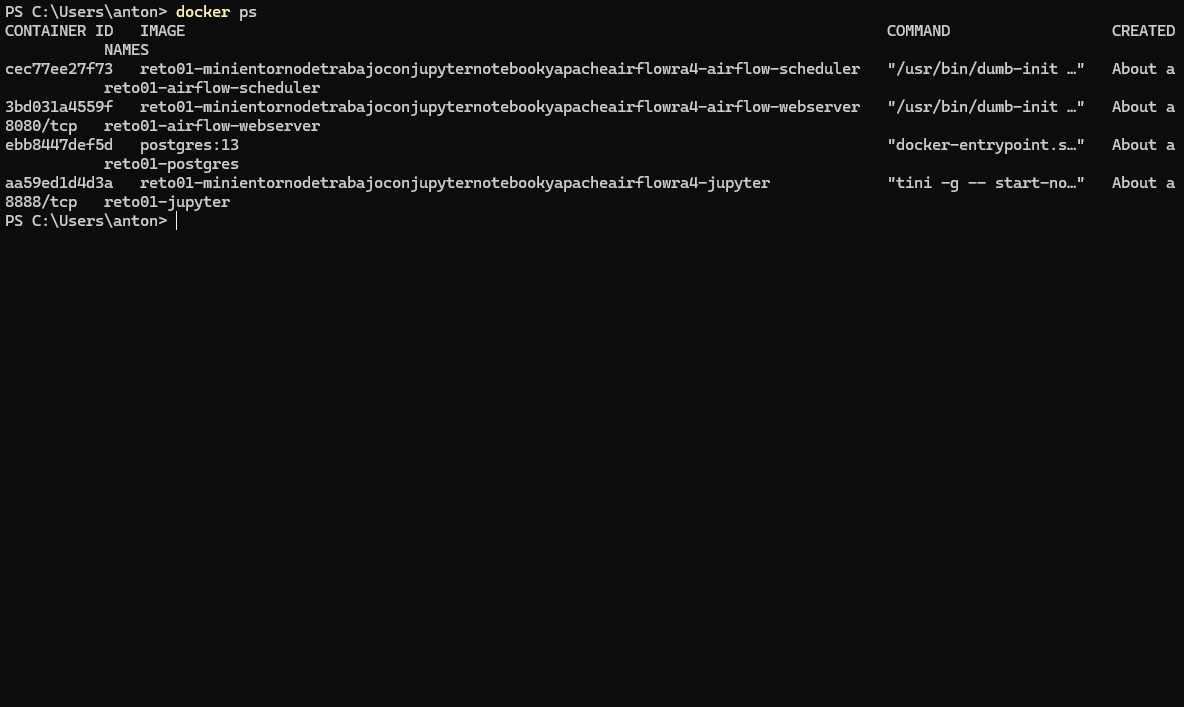 PS C:\Users\anton> docker ps
CONTAINER ID   IMAGE                                                                              COMMAND                  CREATED
           NAMES
cec77ee27f73   reto01-minientornodetrabajoconjupyternotebookyapacheairflowra4-airflow-scheduler   "/usr/bin/dumb-init …"   About a
           reto01-airflow-scheduler
3bd031a4559f   reto01-minientornodetrabajoconjupyternotebookyapacheairflowra4-airflow-webserver   "/usr/bin/dumb-init …"   About a
8080/tcp   reto01-airflow-webserver
ebb8447def5d   postgres:13                                                                        "docker-entrypoint.s…"   About a
           reto01-postgres
aa59ed1d4d3a   reto01-minientornodetrabajoconjupyternotebookyapacheairflowra4-jupyter             "tini -g -- start-no…"   About a
8888/tcp   reto01-jupyter
PS C:\Users\anton>